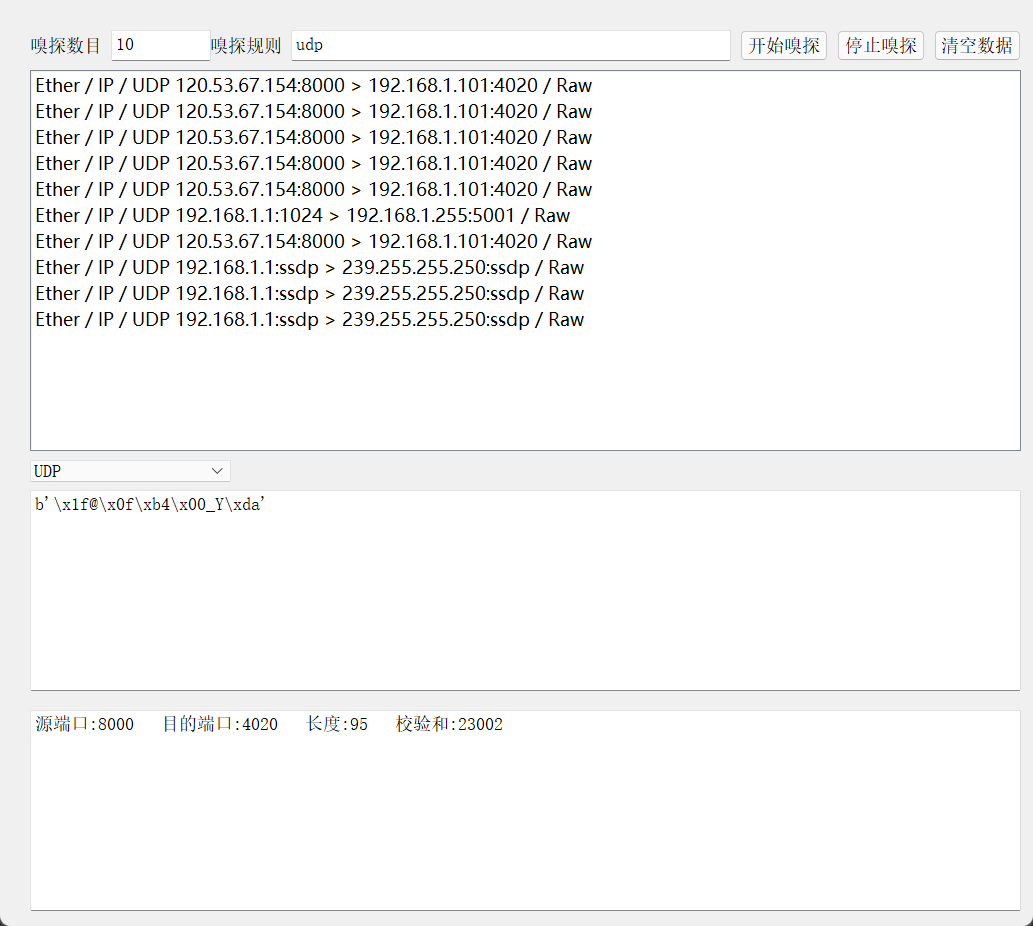 嗅探数目 10 嗅探规则 udp 开始嗅探 停止嗅探 清空数据
Ether / IP / UDP 120.53.67.154:8000 > 192.168.1.101:4020 / Raw
Ether / IP / UDP 120.53.67.154:8000 > 192.168.1.101:4020 / Raw
Ether / IP / UDP 120.53.67.154:8000 > 192.168.1.101:4020 / Raw
Ether / IP / UDP 120.53.67.154:8000 > 192.168.1.101:4020 / Raw
Ether / IP / UDP 120.53.67.154:8000 > 192.168.1.101:4020 / Raw
Ether / IP / UDP 192.168.1.1:1024 > 192.168.1.255:5001 / Raw
Ether / IP / UDP 120.53.67.154:8000 > 192.168.1.101:4020 / Raw
Ether / IP / UDP 192.168.1.1:ssdp > 239.255.255.250:ssdp / Raw
Ether / IP / UDP 192.168.1.1:ssdp > 239.255.255.250:ssdp / Raw
Ether / IP / UDP 192.168.1.1:ssdp > 239.255.255.250:ssdp / Raw
UDP
b'\x1f@\x0f\xb4\x00_Y\xda'
源端口:8000 目的端口:4020 长度:95 校验和:23002